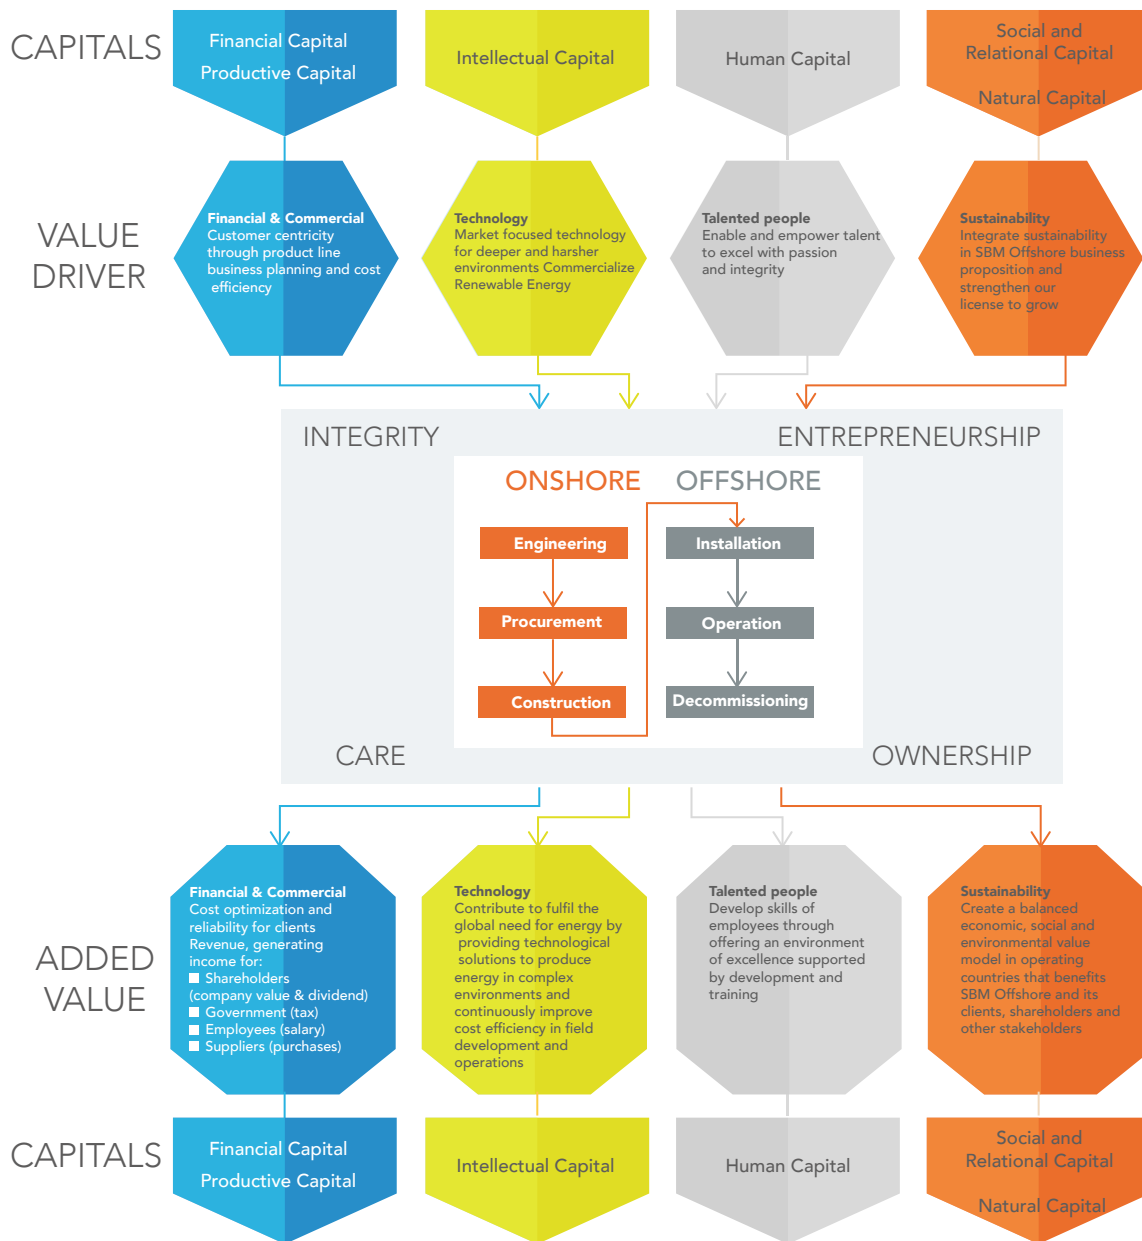 CAPITALS
Financial Capital
Productive Capital
Intellectual Capital
Human Capital
Social and
Relational Capital
Natural Capital
VALUE
DRIVER
Financial & Commercial
Customer centricity
through product line
business planning and cost
efficiency
Technology
Market focused technology
for deeper and harsher
environments Commercialize
Renewable Energy
Talented people
Enable and empower talent
to excel with passion
and integrity
Sustainability
Integrate sustainability
in SBM Offshore business
proposition and
strengthen our
license to grow
INTEGRITY
ENTREPRENEURSHIP
ONSHORE
OFFSHORE
Engineering
Procurement
Construction
Installation
Operation
Decommissioning
CARE
OWNERSHIP
ADDED
VALUE
Financial & Commercial
Cost optimization and
reliability for clients
Revenue, generating
income for:
Shareholders
(company value & dividend)
Government (tax)
Employees (salary)
Suppliers (purchases)
Technology
Contribute to fulfil the
global need for energy by
providing technological
solutions to produce
energy in complex
environments and
continuously improve
cost efficiency in field
development and
operations
Talented people
Develop skills of
employees through
offering an environment
of excellence supported
by development and
training
Sustainability
Create a balanced
economic, social and
environmental value
model in operating
countries that benefits
SBM Offshore and its
clients, shareholders and
other stakeholders
CAPITALS
Financial Capital
Productive Capital
Intellectual Capital
Human Capital
Social and
Relational Capital
Natural Capital